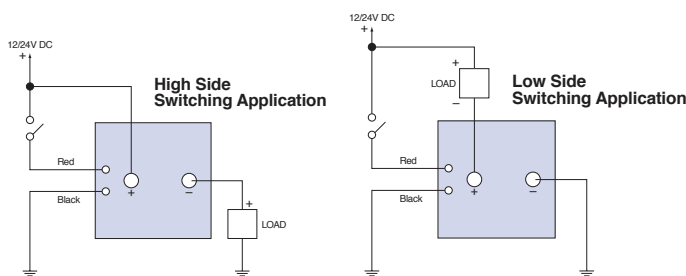 12/24V DC
+
High Side
Switching Application
Red
Black
+
–
+
LOAD
12/24V DC
+
+
LOAD
–
Low Side
Switching Application
Red
Black
+
–